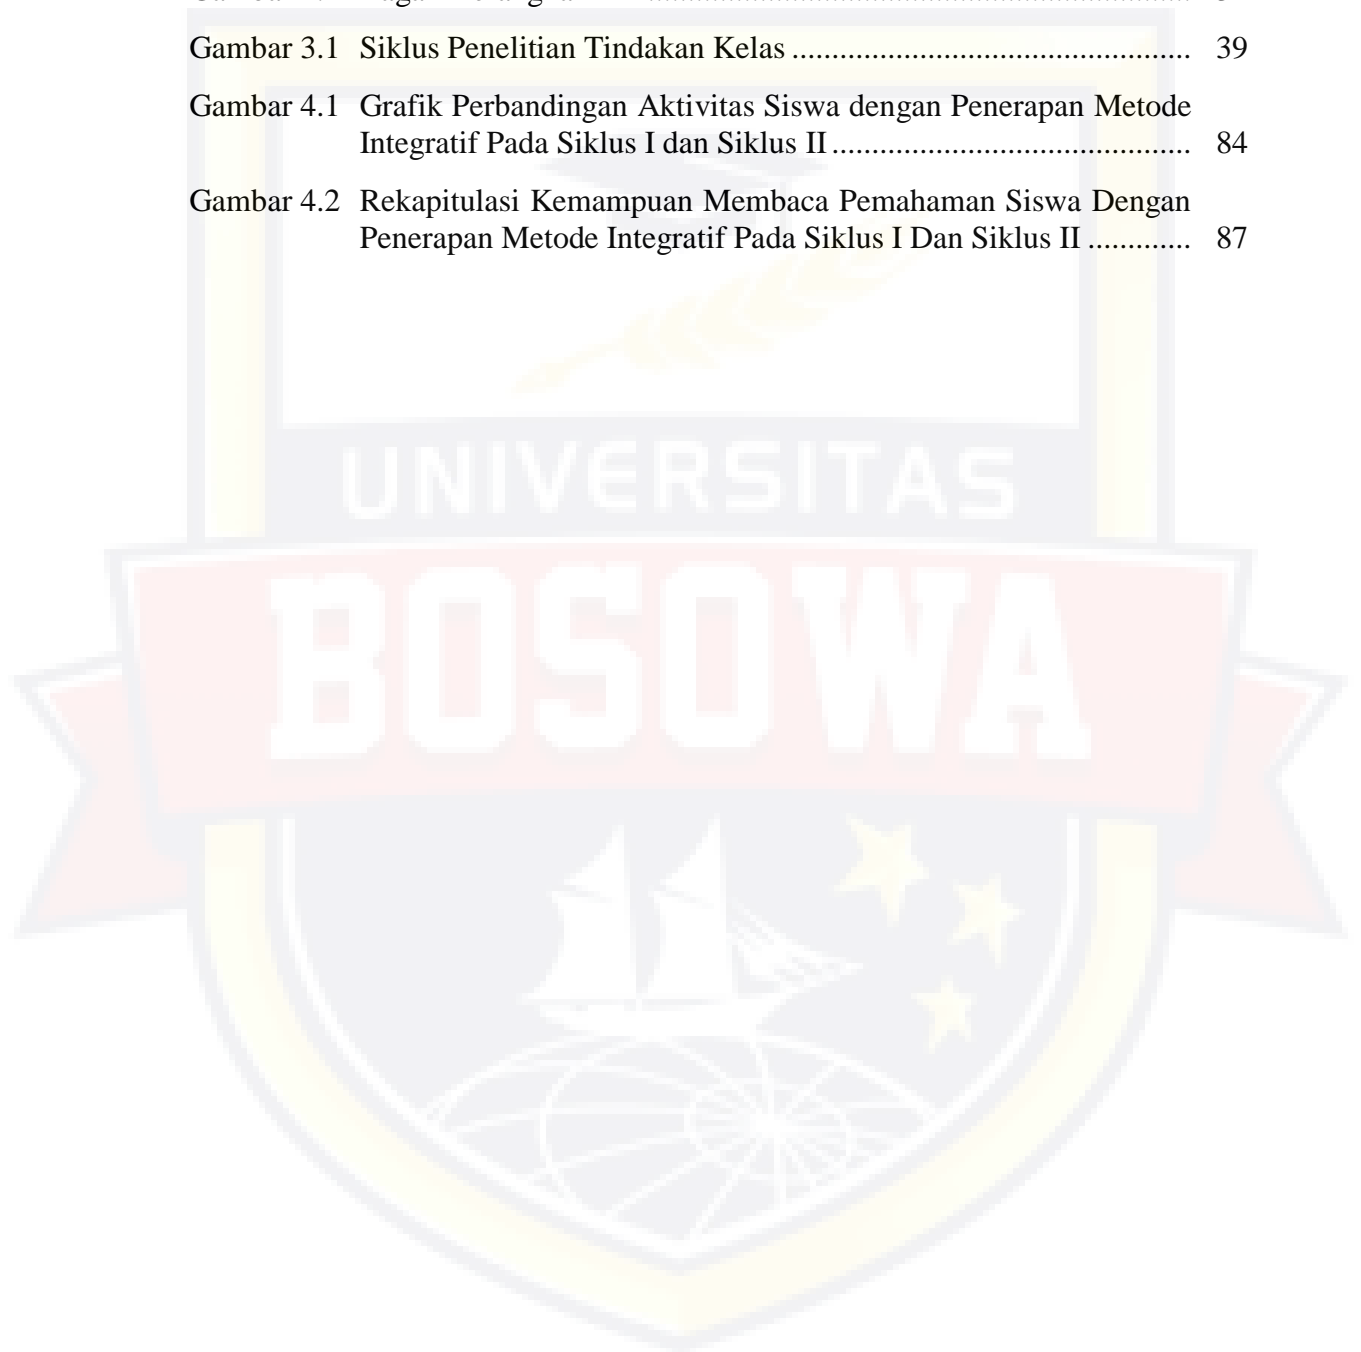 Gambar 3.1 Siklus Penelitian Tindakan Kelas .................................................. 39
Gambar 4.1 Grafik Perbandingan Aktivitas Siswa dengan Penerapan Metode
Integratif Pada Siklus I dan Siklus II ............................................. 84
Gambar 4.2 Rekapitulasi Kemampuan Membaca Pemahaman Siswa Dengan
Penerapan Metode Integratif Pada Siklus I Dan Siklus II ............. 87
UNIVERSITAS
BOSOWA